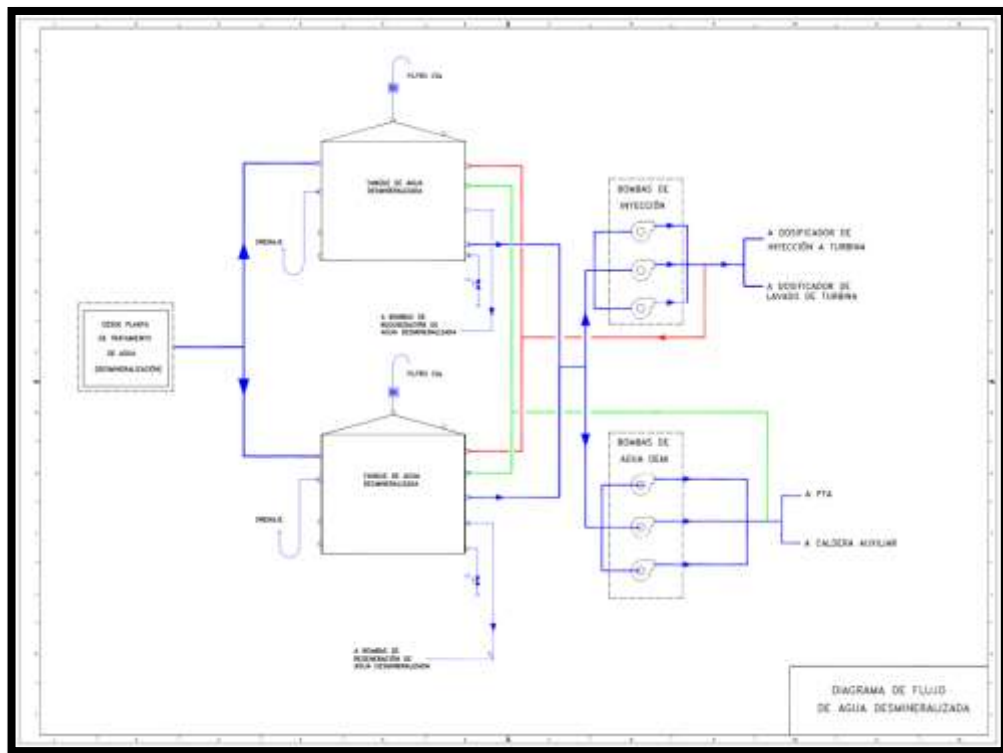 FILTRO CO2
TANQUE DE AGUA
DESMINERALIZADA
DRENAJE
A BOMBAS DE
REGENERACIÓN DE
AGUA DESMINERALIZADA
BOMBAS DE
INYECCIÓN
A DOSIFICADOR DE
INYECCIÓN A TURBINA
A DOSIFICADOR DE
LAVADO DE TURBINA
DESDE PLANTA
DE TRATAMIENTO
DE AGUA
(DESMINERALIZACIÓN)
FILTRO CO2
TANQUE DE AGUA
DESMINERALIZADA
DRENAJE
A BOMBAS DE
REGENERACIÓN DE
AGUA DESMINERALIZADA
BOMBAS DE
AGUA DEMI
A PTA
A CALDERA AUXILIAR
DIAGRAMA DE FLUJO
DE AGUA DESMINERALIZADA